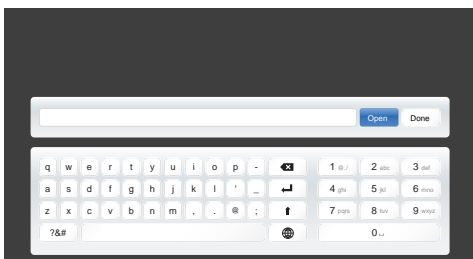 Open Done
q w e r t y u i o p - 1 @./ 2 abc 3 def
a s d f g h j k l ' _ 4 ghi 5 jkl 6 mno
z x c v b n m , . @ ; 7 pqrs 8 tuv 9 wxyz
?&# 0